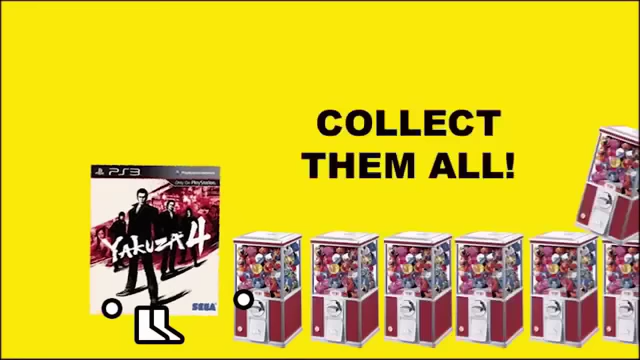 COLLECT
THEM ALL!
PS3
Only On PlayStation
YAKUZA 4
SEGA